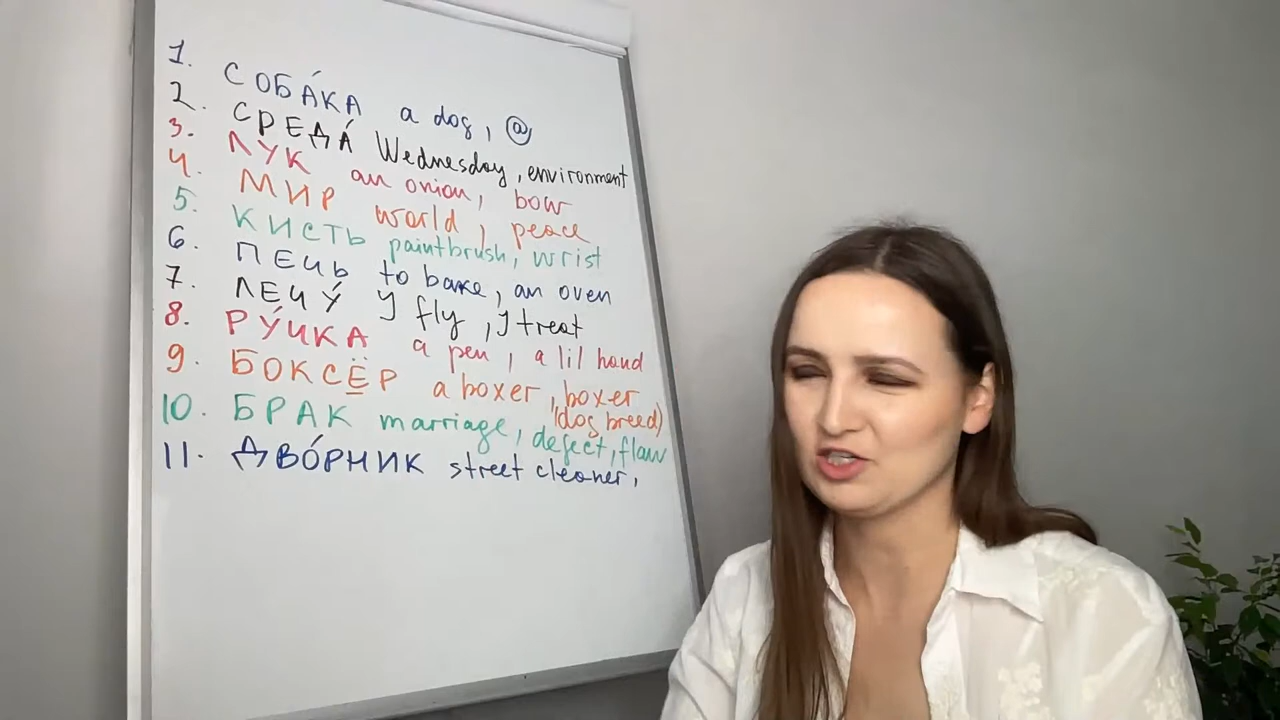 1. СОБА́КА a dog, @
2. СРЕДА́ Wednesday, environment
3. ЛУК an onion, bow
4. МИР world, peace
5. КИСТЬ paintbrush, wrist
6. ПЕЧЬ to bake, an oven
7. ЛЕЧУ́ I fly, I treat
8. РУ́ЧКА a pen, a lil hand
9. БОКСЁР a boxer, boxer
(dog breed)
10. БРАК marriage, defect, flaw
11. ДВО́РНИК street cleaner,